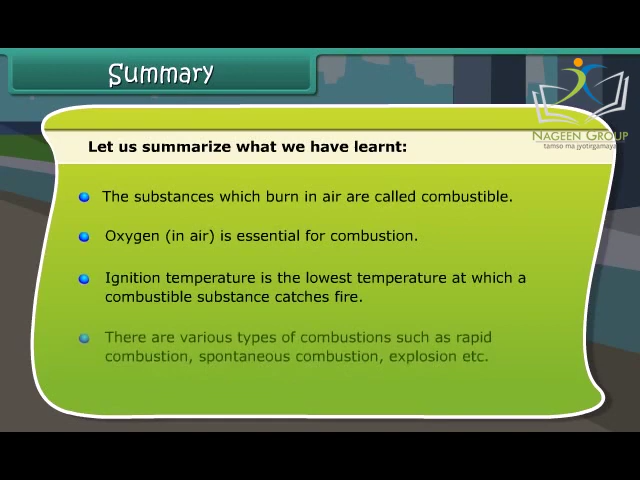 Summary
NAGEEN GROUP
tamso ma jyotirgamaya
Let us summarize what we have learnt:
The substances which burn in air are called combustible.
Oxygen (in air) is essential for combustion.
Ignition temperature is the lowest temperature at which a
combustible substance catches fire.
There are various types of combustions such as rapid
combustion, spontaneous combustion, explosion etc.